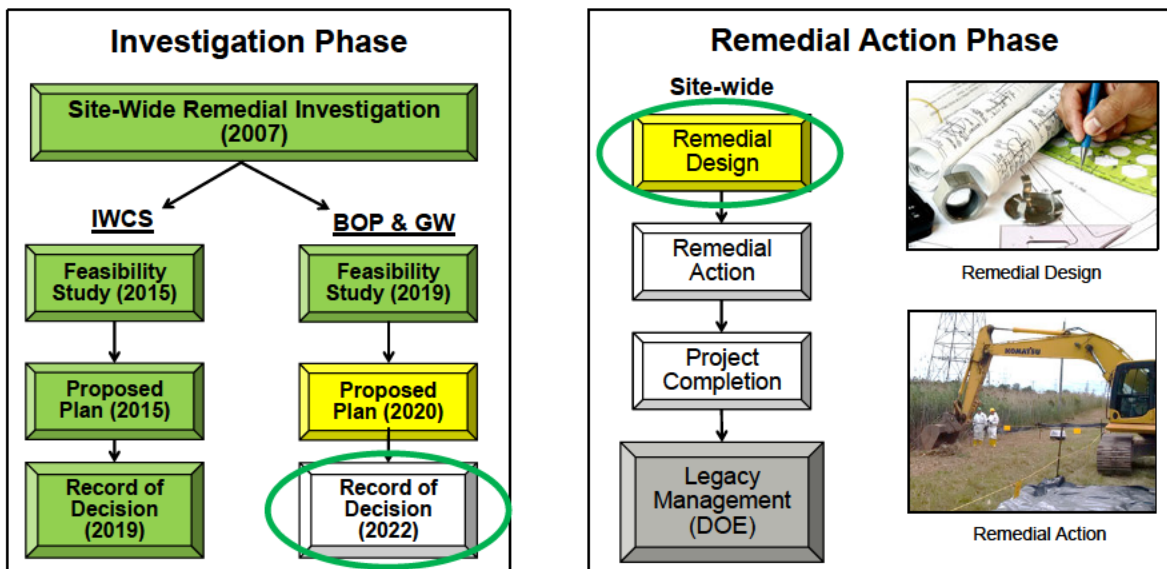 Investigation Phase
Site-Wide Remedial Investigation
(2007)
IWCS
BOP & GW
Feasibility
Study (2015)
Feasibility
Study (2019)
Proposed
Plan (2015)
Proposed
Plan (2020)
Record of
Decision
(2019)
Record of
Decision
(2022)
Remedial Action Phase
Site-wide
Remedial
Design
Remedial
Action
Project
Completion
Legacy
Management
(DOE)
Remedial Design
KOMATSU
Remedial Action